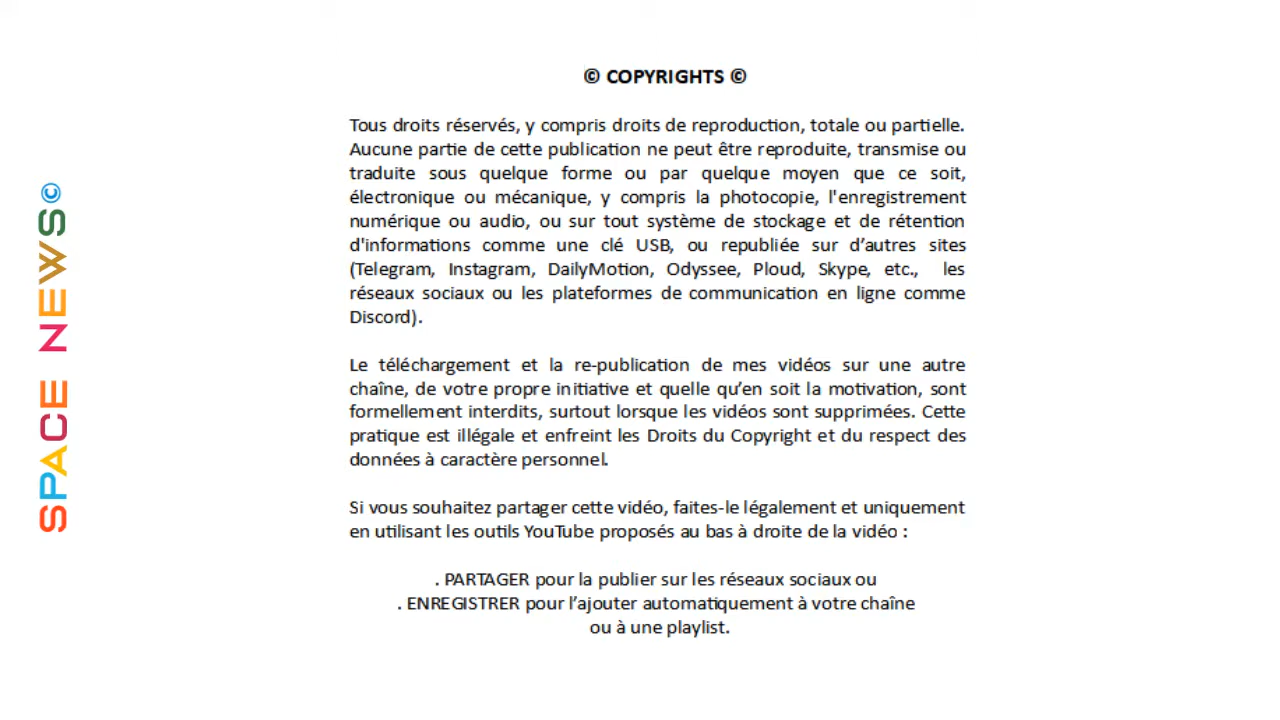 © COPYRIGHTS ©
Tous droits réservés, y compris droits de reproduction, totale ou partielle.
Aucune partie de cette publication ne peut être reproduite, transmise ou
traduite sous quelque forme ou par quelque moyen que ce soit,
électronique ou mécanique, y compris la photocopie, l'enregistrement
numérique ou audio, ou sur tout système de stockage et de rétention
d'informations comme une clé USB, ou republiée sur d’autres sites
(Telegram, Instagram, DailyMotion, Odyssee, Ploud, Skype, etc., les
réseaux sociaux ou les plateformes de communication en ligne comme
Discord).
Le téléchargement et la re-publication de mes vidéos sur une autre
chaîne, de votre propre initiative et quelle qu’en soit la motivation, sont
formellement interdits, surtout lorsque les vidéos sont supprimées. Cette
pratique est illégale et enfreint les Droits du Copyright et du respect des
données à caractère personnel.
Si vous souhaitez partager cette vidéo, faites-le légalement et uniquement
en utilisant les outils YouTube proposés au bas à droite de la vidéo :
. PARTAGER pour la publier sur les réseaux sociaux ou
. ENREGISTRER pour l’ajouter automatiquement à votre chaîne
ou à une playlist.
SPACE NEWS©